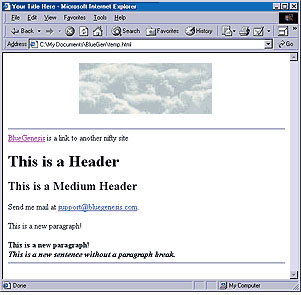 Your Title Here - Microsoft Internet Explorer
File Edit View Favorites Tools Help
Back Search Favorites History
Address C:\My Documents\BlueGen\temp.html Go
BlueGenesis is a link to another nifty site
This is a Header
This is a Medium Header
Send me mail at support@bluegenesis.com.
This is a new paragraph!
This is a new paragraph!
This is a new sentence without a paragraph break.
Done My Computer